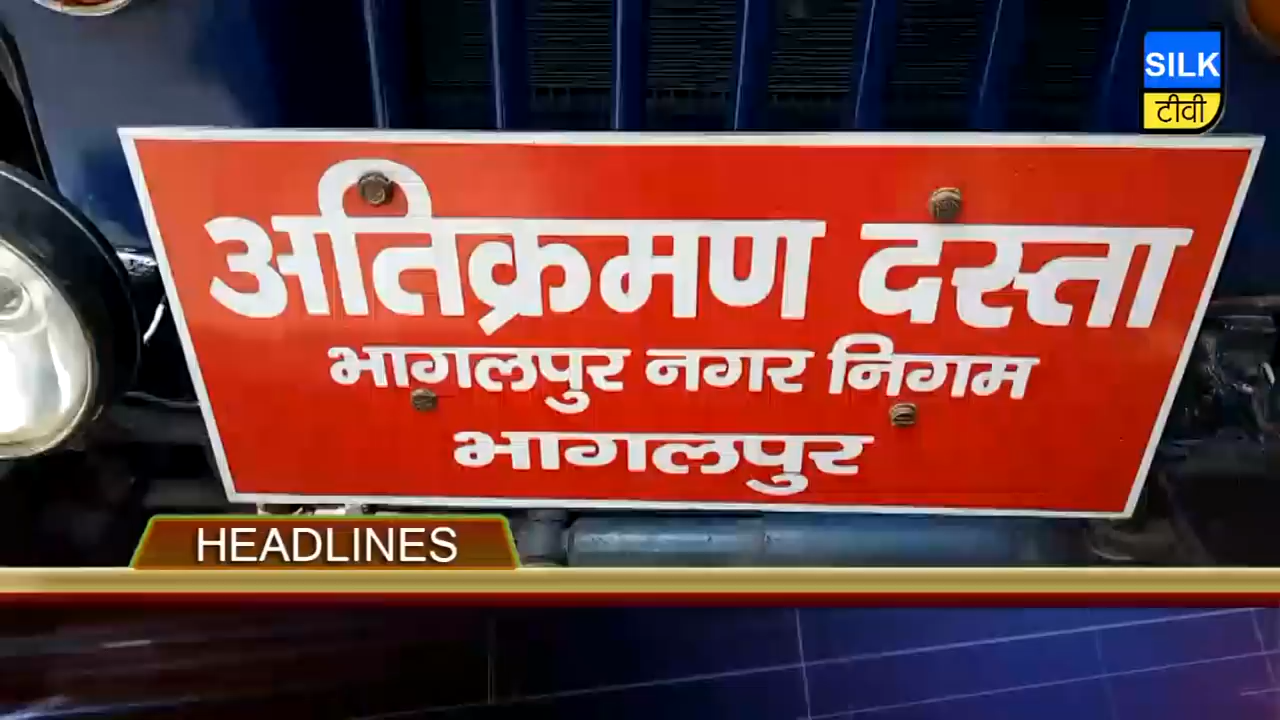 SILK
टीवी
अतिक्रमण दस्ता
भागलपुर नगर निगम
भागलपुर
HEADLINES